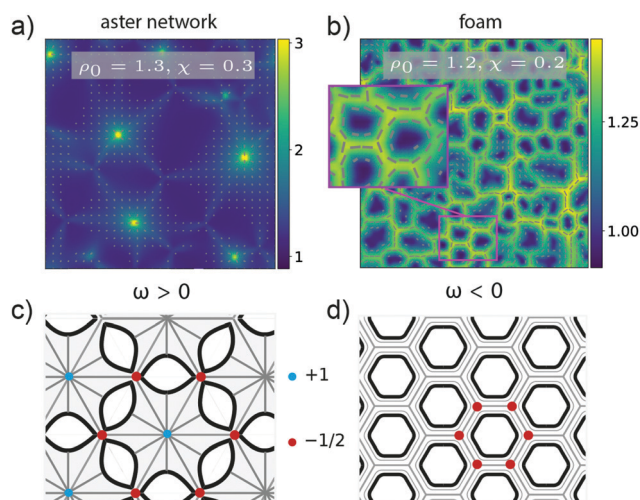 a) aster network
b) foam
ρ₀ = 1.3, χ = 0.3
3
2
1
ρ₀ = 1.2, χ = 0.2
1.25
1.00
c) ω > 0
d) ω < 0
+1
−1/2